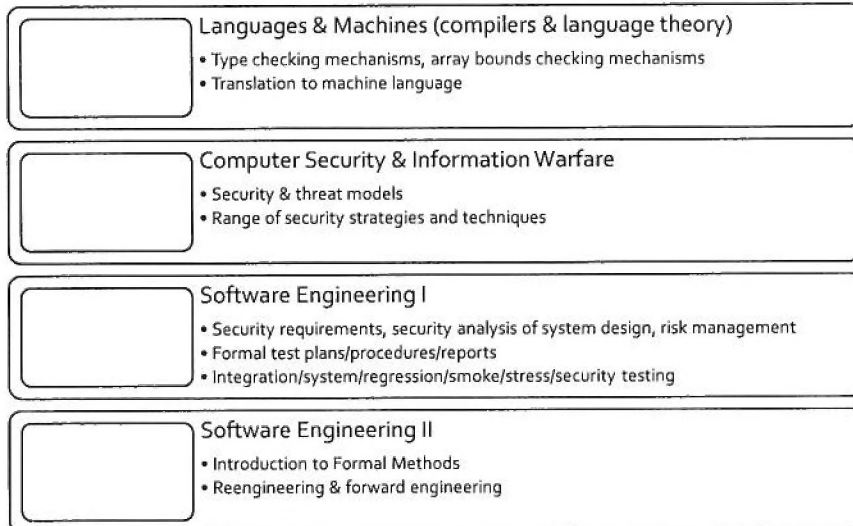 Languages & Machines (compilers & language theory)
• Type checking mechanisms, array bounds checking mechanisms
• Translation to machine language
Computer Security & Information Warfare
• Security & threat models
• Range of security strategies and techniques
Software Engineering I
• Security requirements, security analysis of system design, risk management
• Formal test plans/procedures/reports
• Integration/system/regression/smoke/stress/security testing
Software Engineering II
• Introduction to Formal Methods
• Reengineering & forward engineering